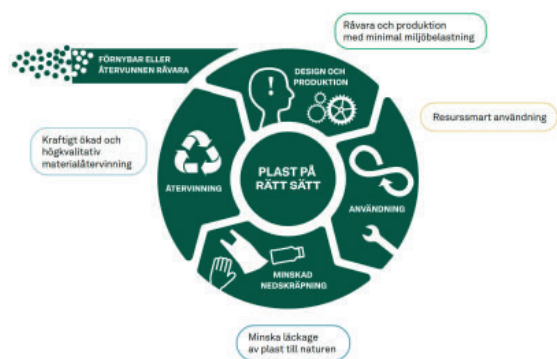 Råvara och produktion
med minimal miljöbelastning
FÖRNYBAR ELLER
ÅTERVUNNEN RÅVARA
DESIGN OCH
PRODUKTION
!
Resurssmart användning
Kraftigt ökad och
högkvalitativ
materialåtervinning
ÅTERVINNING
PLAST PÅ
RÄTT SÄTT
ANVÄNDNING
MINSKAD
NEDSKRÄPNING
Minska läckage
av plast till naturen